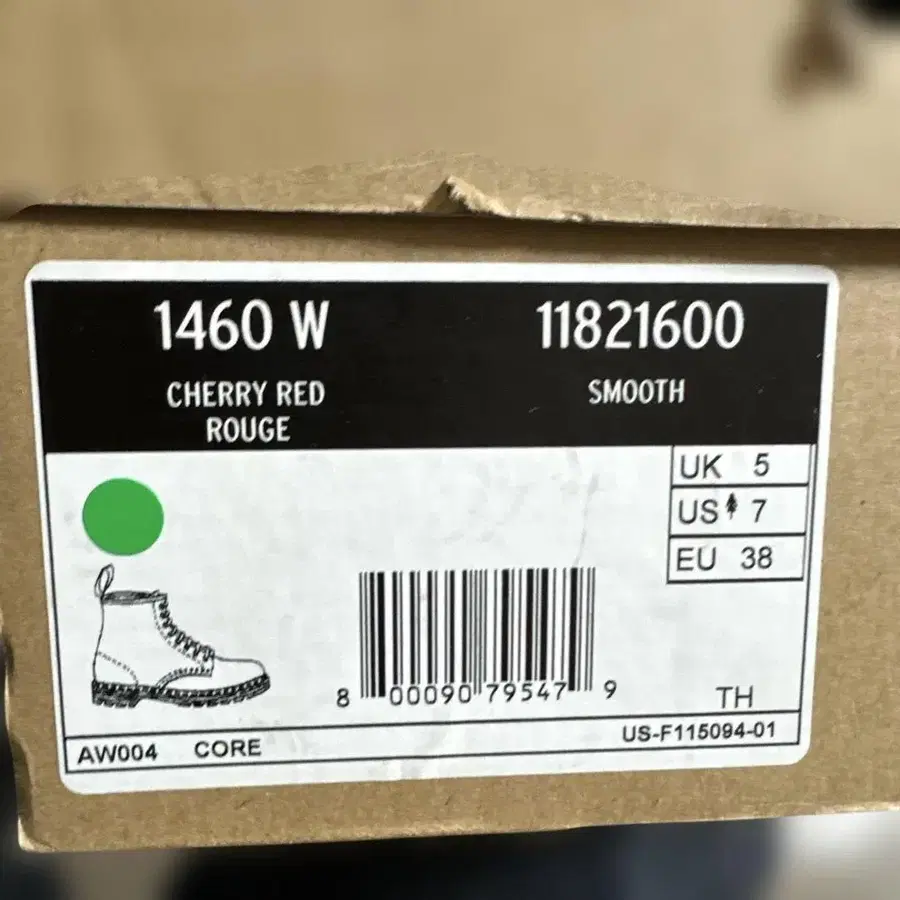 1460 W 11821600
CHERRY RED SMOOTH
ROUGE
UK 5
US 7
EU 38
8 00090 79547 9
TH
AW004 CORE US-F115094-01